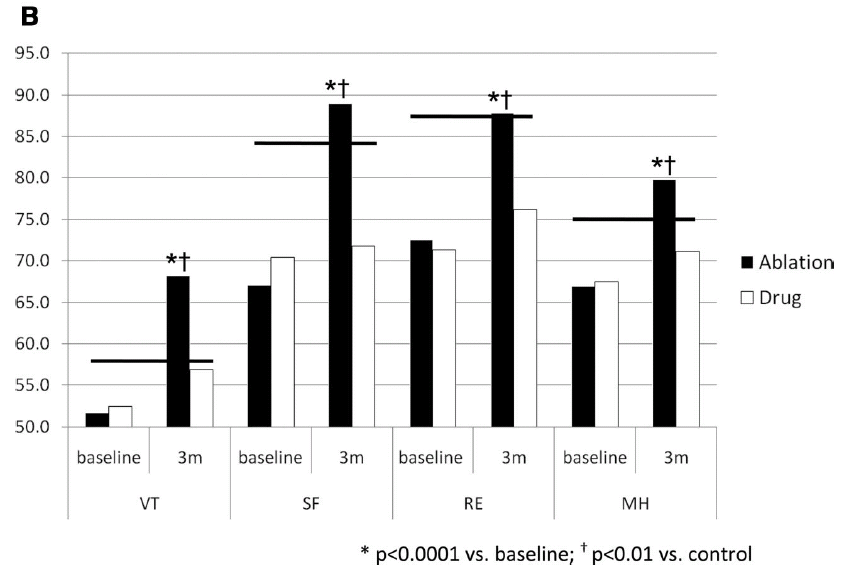 B
95.0
90.0
85.0
80.0
75.0
70.0
65.0
60.0
55.0
50.0
*† *† *† *†
baseline 3m baseline 3m baseline 3m baseline 3m
VT SF RE MH
Ablation
Drug
* p<0.0001 vs. baseline; † p<0.01 vs. control